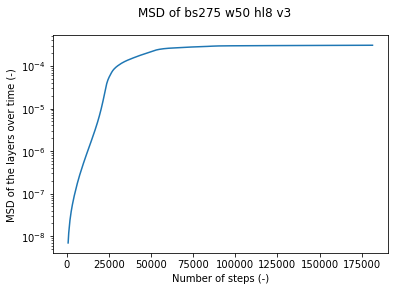 MSD of bs275 w50 hl8 v3
MSD of the layers over time (-)
10⁻⁴
10⁻⁵
10⁻⁶
10⁻⁷
10⁻⁸
0 25000 50000 75000 100000 125000 150000 175000
Number of steps (-)